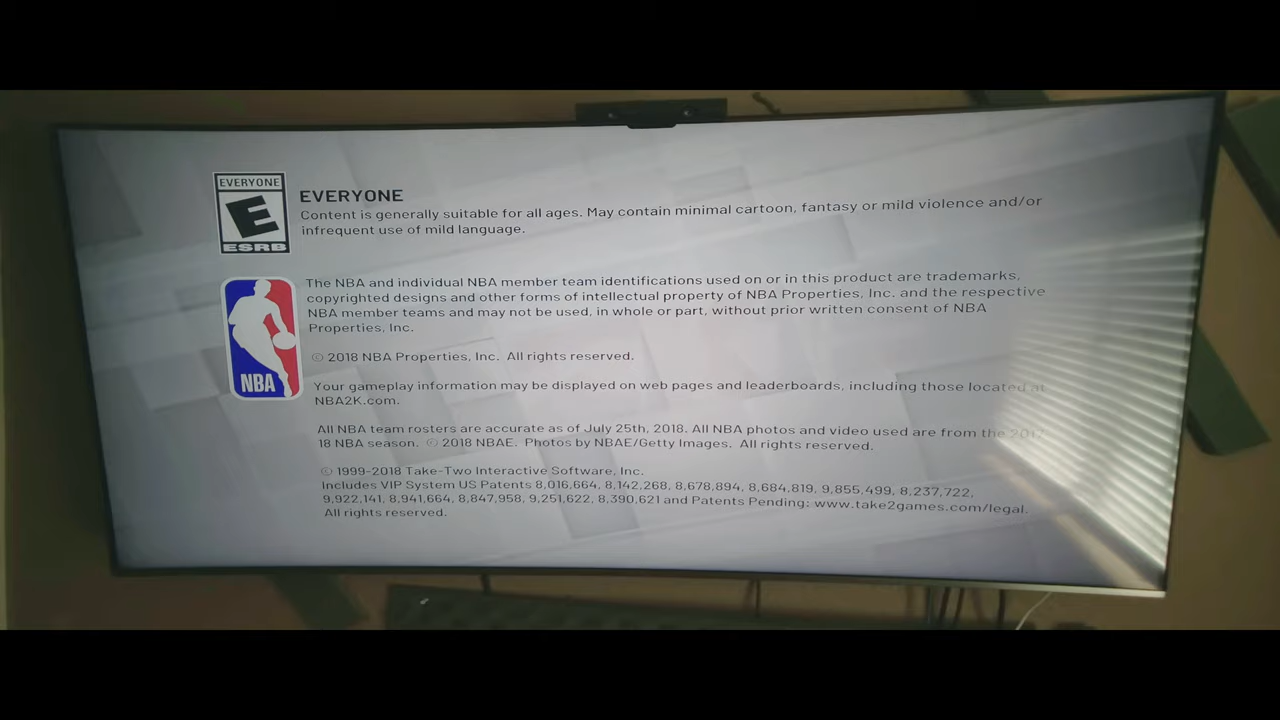 EVERYONE
E
ESRB
EVERYONE
Content is generally suitable for all ages. May contain minimal cartoon, fantasy or mild violence and/or
infrequent use of mild language.
NBA
The NBA and individual NBA member team identifications used on or in this product are trademarks,
copyrighted designs and other forms of intellectual property of NBA Properties, Inc. and the respective
NBA member teams and may not be used, in whole or part, without prior written consent of NBA
Properties, Inc.
© 2018 NBA Properties, Inc. All rights reserved.
Your gameplay information may be displayed on web pages and leaderboards, including those located at
NBA2K.com.
All NBA team rosters are accurate as of July 25th, 2018. All NBA photos and video used are from the 2017-
18 NBA season. © 2018 NBAE. Photos by NBAE/Getty Images. All rights reserved.
© 1999-2018 Take-Two Interactive Software, Inc.
Includes VIP System US Patents 8,016,664, 8,142,268, 8,678,894, 8,684,819, 9,855,499, 8,237,722,
9,922,141, 8,941,664, 8,847,958, 9,251,622, 8,390,621 and Patents Pending: www.take2games.com/legal.
All rights reserved.